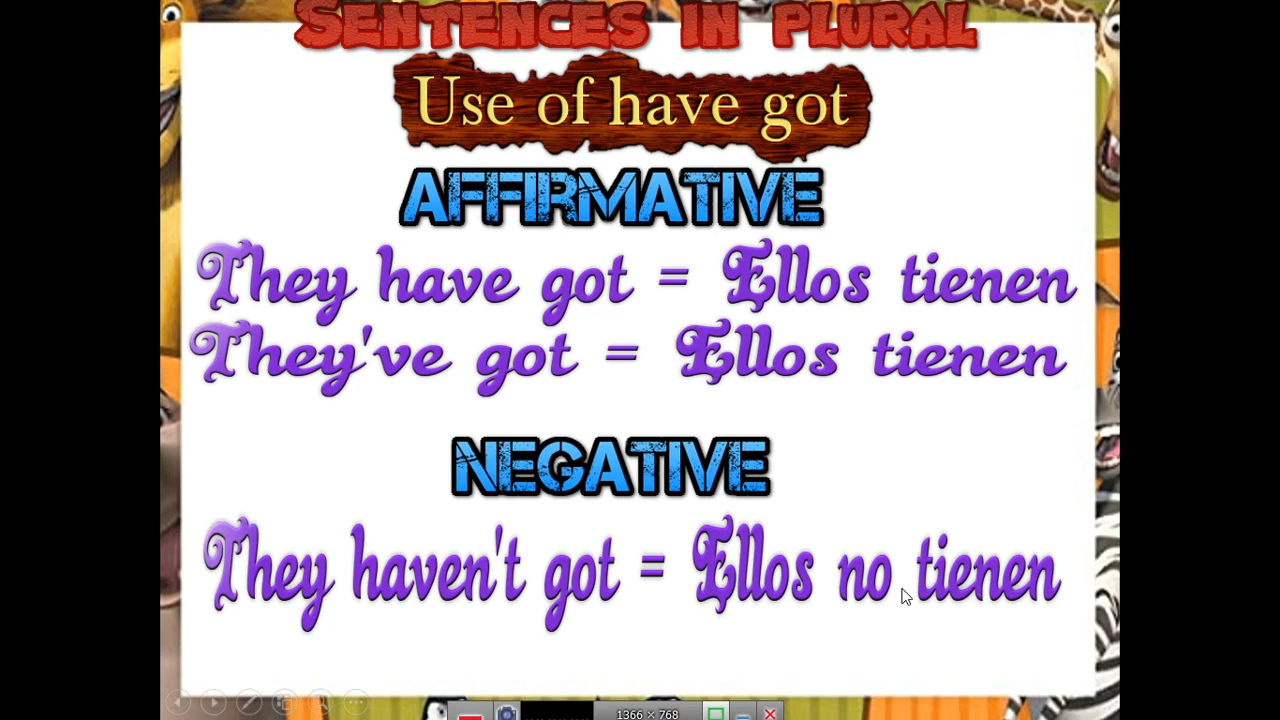 SENTENCES IN PLURAL
Use of have got
AFFIRMATIVE
They have got = Ellos tienen
They've got = Ellos tienen
NEGATIVE
They haven't got = Ellos no tienen
1366 × 768